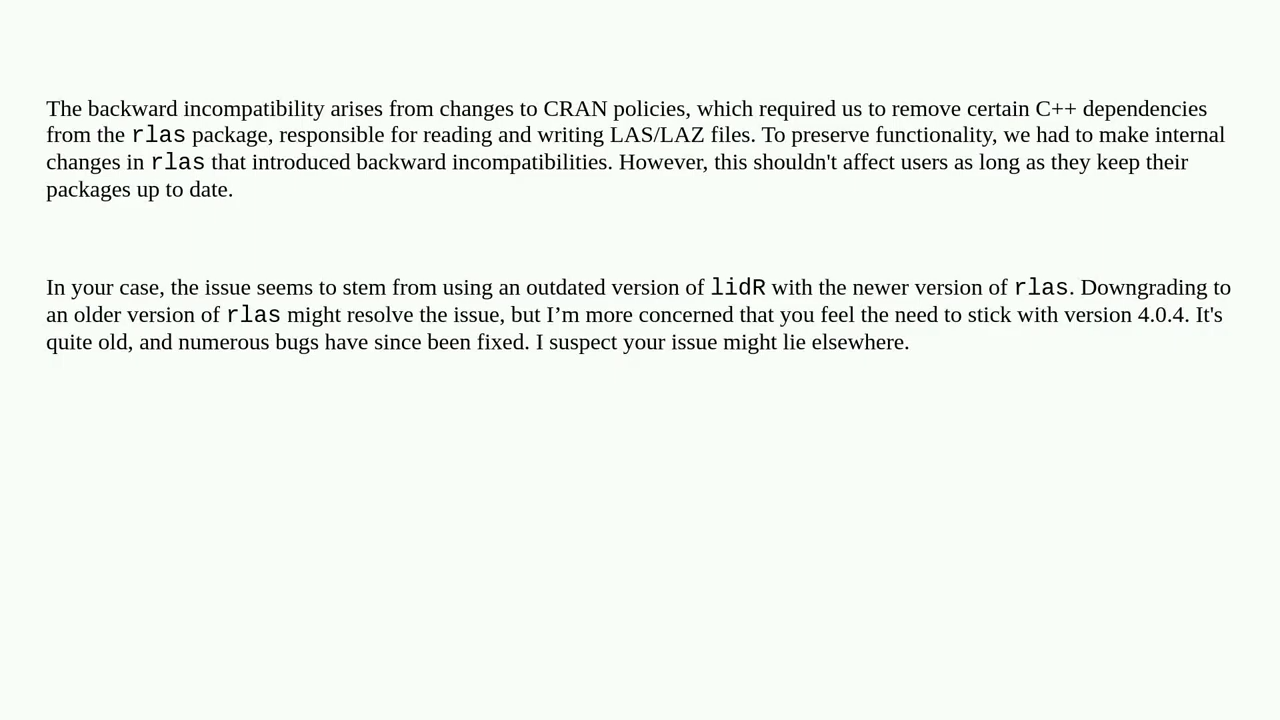 The backward incompatibility arises from changes to CRAN policies, which required us to remove certain C++ dependencies
from the rlas package, responsible for reading and writing LAS/LAZ files. To preserve functionality, we had to make internal
changes in rlas that introduced backward incompatibilities. However, this shouldn't affect users as long as they keep their
packages up to date.
In your case, the issue seems to stem from using an outdated version of lidR with the newer version of rlas. Downgrading to
an older version of rlas might resolve the issue, but I’m more concerned that you feel the need to stick with version 4.0.4. It's
quite old, and numerous bugs have since been fixed. I suspect your issue might lie elsewhere.